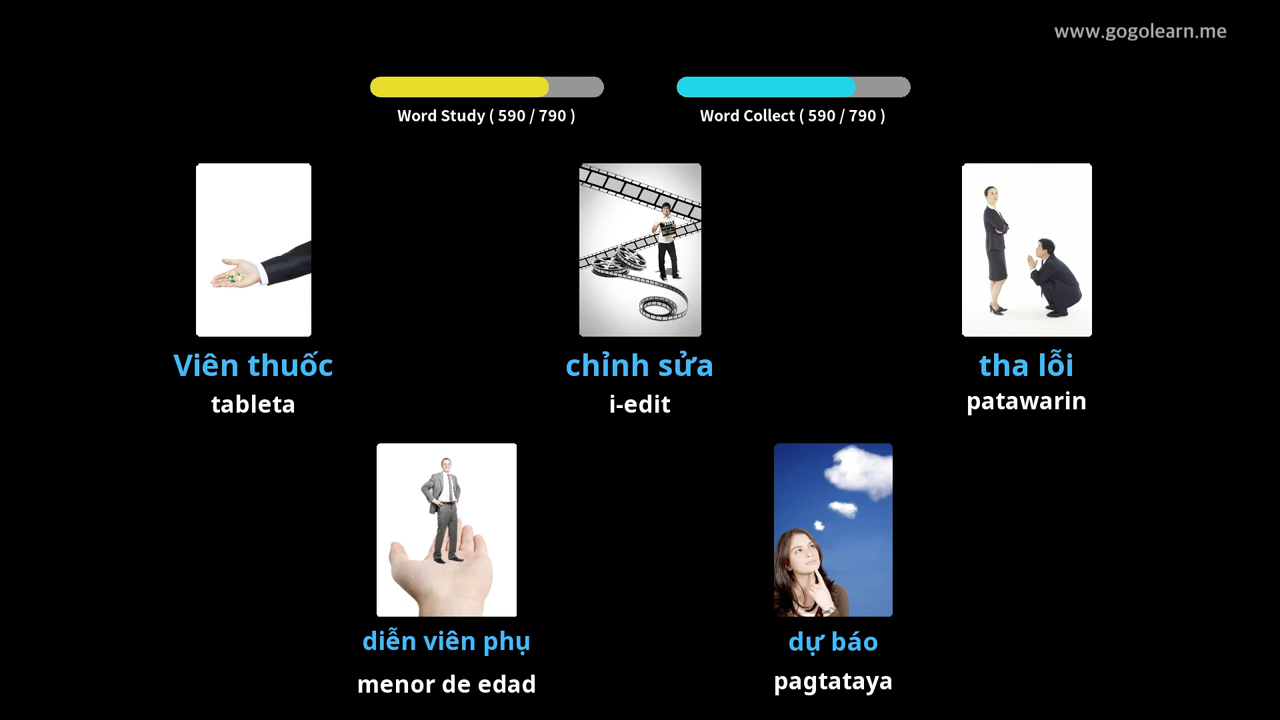 www.gogolearn.me
Word Study ( 590 / 790 )
Word Collect ( 590 / 790 )
Viên thuốc
chỉnh sửa
tha lỗi
tableta
i-edit
patawarin
diễn viên phụ
dự báo
menor de edad
pagtataya